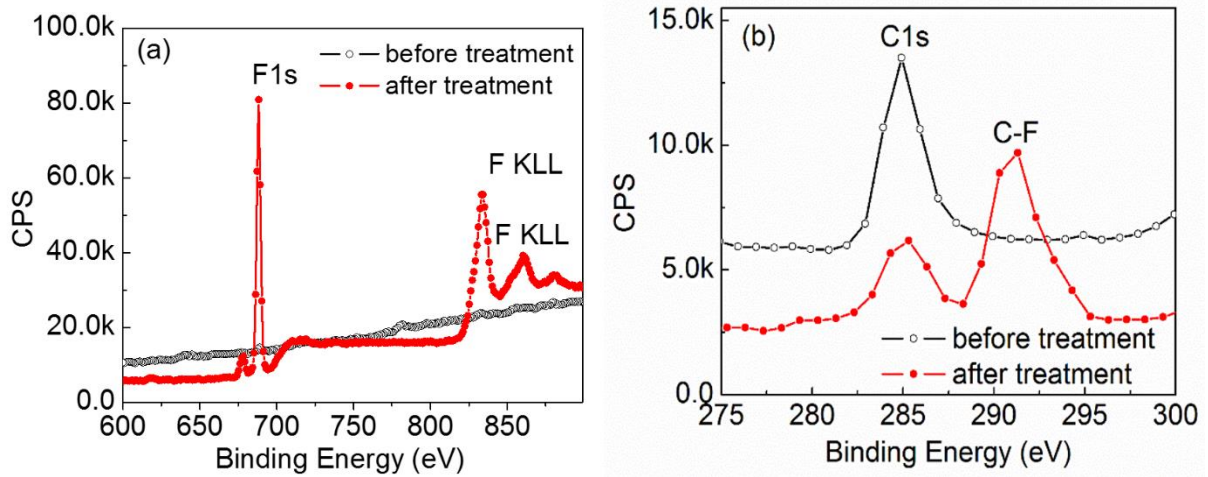 (a)
before treatment
after treatment
F1s
F KLL
F KLL
100.0k
80.0k
60.0k
40.0k
20.0k
0.0
CPS
600 650 700 750 800 850
Binding Energy (eV)
(b)
C1s
C-F
before treatment
after treatment
15.0k
10.0k
5.0k
0.0
CPS
275 280 285 290 295 300
Binding Energy (eV)